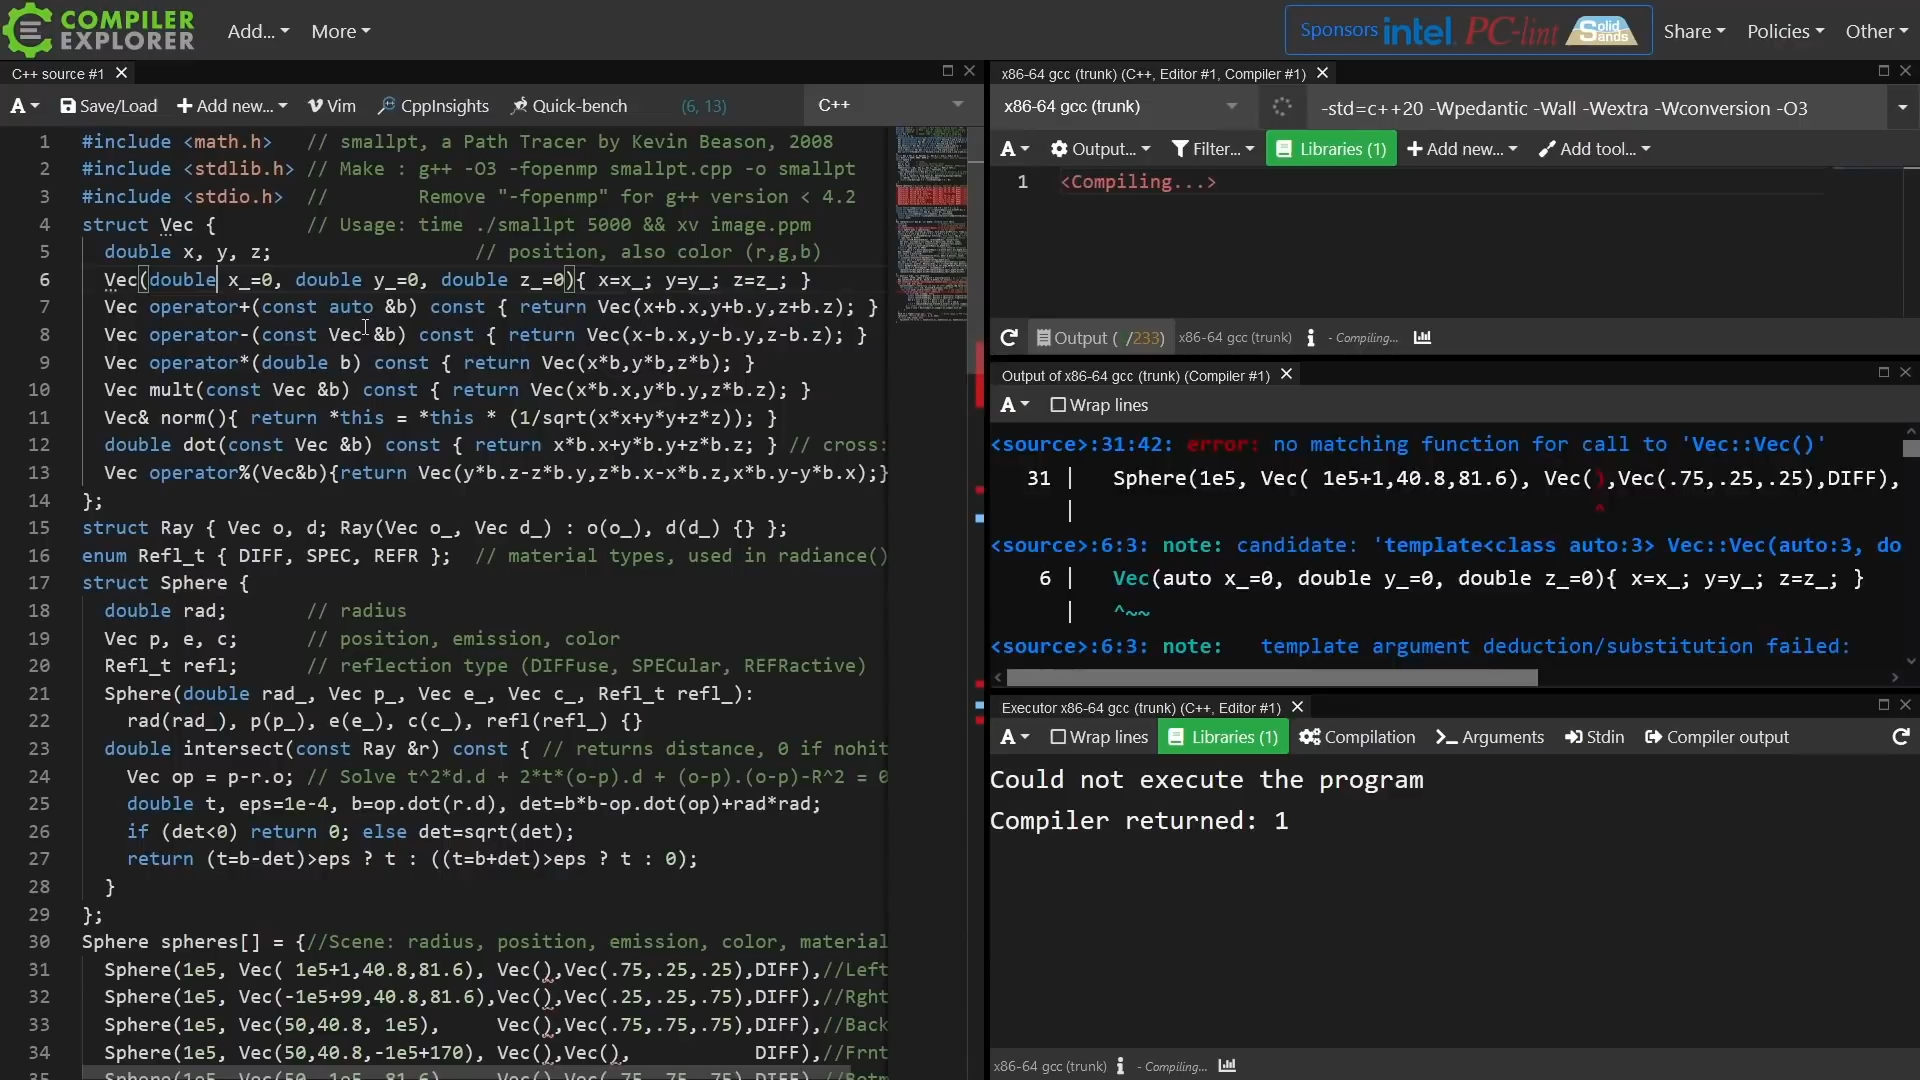 COMPILER
EXPLORER
Add...
More
Sponsors intel. PC-lint Solid Sands
Share
Policies
Other
C++ source #1
A
Save/Load
Add new...
Vim
CppInsights
Quick-bench
(6, 13)
C++
1 #include <math.h> // smallpt, a Path Tracer by Kevin Beason, 2008
2 #include <stdlib.h> // Make : g++ -O3 -fopenmp smallpt.cpp -o smallpt
3 #include <stdio.h> // Remove "-fopenmp" for g++ version < 4.2
4 struct Vec { // Usage: time ./smallpt 5000 && xv image.ppm
5 double x, y, z; // position, also color (r,g,b)
6 Vec(double x_=0, double y_=0, double z_=0){ x=x_; y=y_; z=z_; }
7 Vec operator+(const auto &b) const { return Vec(x+b.x,y+b.y,z+b.z); }
8 Vec operator-(const Vec &b) const { return Vec(x-b.x,y-b.y,z-b.z); }
9 Vec operator*(double b) const { return Vec(x*b,y*b,z*b); }
10 Vec mult(const Vec &b) const { return Vec(x*b.x,y*b.y,z*b.z); }
11 Vec& norm(){ return *this = *this * (1/sqrt(x*x+y*y+z*z)); }
12 double dot(const Vec &b) const { return x*b.x+y*b.y+z*b.z; } // cross:
13 Vec operator%(Vec&b){return Vec(y*b.z-z*b.y,z*b.x-x*b.z,x*b.y-y*b.x);}
14 };
15 struct Ray { Vec o, d; Ray(Vec o_, Vec d_) : o(o_), d(d_) {} };
16 enum Refl_t { DIFF, SPEC, REFR }; // material types, used in radiance()
17 struct Sphere {
18 double rad; // radius
19 Vec p, e, c; // position, emission, color
20 Refl_t refl; // reflection type (DIFFuse, SPECular, REFRactive)
21 Sphere(double rad_, Vec p_, Vec e_, Vec c_, Refl_t refl_):
22 rad(rad_), p(p_), e(e_), c(c_), refl(refl_) {}
23 double intersect(const Ray &r) const { // returns distance, 0 if nohit
24 Vec op = p-r.o; // Solve t^2*d.d + 2*t*(o-p).d + (o-p).(o-p)-R^2 = 0
25 double t, eps=1e-4, b=op.dot(r.d), det=b*b-op.dot(op)+rad*rad;
26 if (det<0) return 0; else det=sqrt(det);
27 return (t=b-det)>eps ? t : ((t=b+det)>eps ? t : 0);
28 }
29 };
30 Sphere spheres[] = {//Scene: radius, position, emission, color, material
31 Sphere(1e5, Vec( 1e5+1,40.8,81.6), Vec(),Vec(.75,.25,.25),DIFF),//Left
32 Sphere(1e5, Vec(-1e5+99,40.8,81.6),Vec(),Vec(.25,.25,.75),DIFF),//Rght
33 Sphere(1e5, Vec(50,40.8, 1e5), Vec(),Vec(.75,.75,.75),DIFF),//Back
34 Sphere(1e5, Vec(50,40.8,-1e5+170), Vec(),Vec(), DIFF),//Frnt
x86-64 gcc (trunk) (C++, Editor #1, Compiler #1)
x86-64 gcc (trunk)
-std=c++20 -Wpedantic -Wall -Wextra -Wconversion -O3
A
Output...
Filter...
Libraries (1)
Add new...
Add tool...
1 <Compiling...>
Output ( /233) x86-64 gcc (trunk) - Compiling...
Output of x86-64 gcc (trunk) (Compiler #1)
A
Wrap lines
<source>:31:42: error: no matching function for call to 'Vec::Vec()'
31 | Sphere(1e5, Vec( 1e5+1,40.8,81.6), Vec(),Vec(.75,.25,.25),DIFF),
| ^
<source>:6:3: note: candidate: 'template<class auto:3> Vec::Vec(auto:3, do
6 | Vec(auto x_=0, double y_=0, double z_=0){ x=x_; y=y_; z=z_; }
| ^~~
<source>:6:3: note: template argument deduction/substitution failed:
Executor x86-64 gcc (trunk) (C++, Editor #1)
A
Wrap lines
Libraries (1)
Compilation
Arguments
Stdin
Compiler output
Could not execute the program
Compiler returned: 1
x86-64 gcc (trunk) - Compiling...